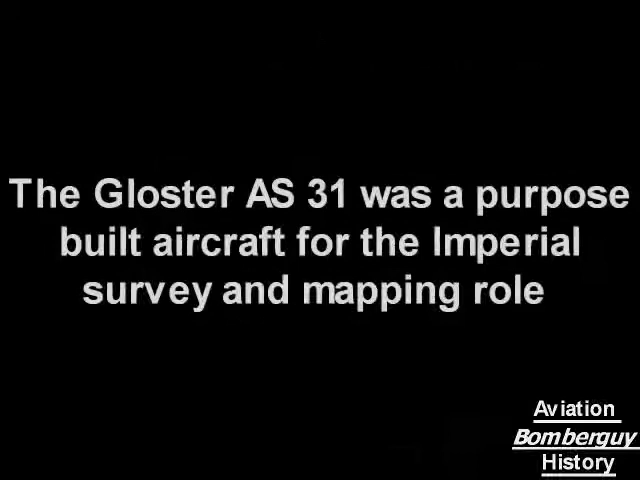 The Gloster AS 31 was a purpose
built aircraft for the Imperial
survey and mapping role
Aviation
Bomberguy
History